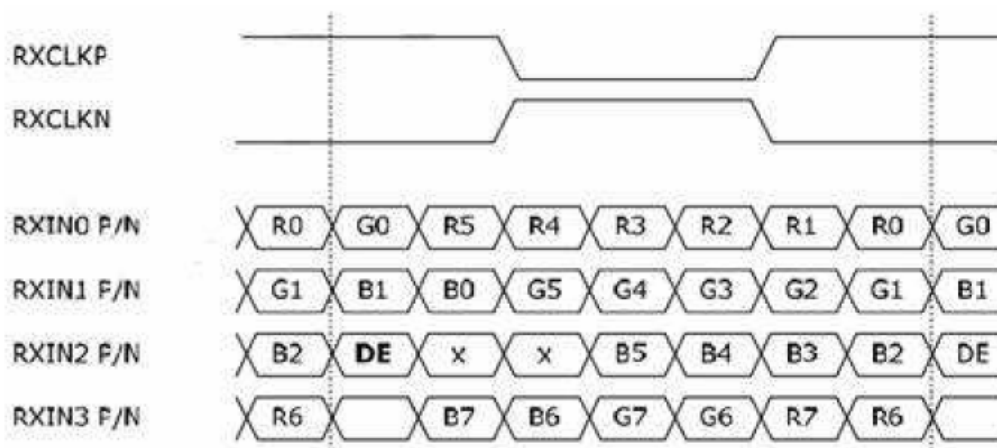 RXCLKP
RXCLKN
RXIN0 P/N R0 G0 R5 R4 R3 R2 R1 R0 G0
RXIN1 P/N G1 B1 B0 G5 G4 G3 G2 G1 B1
RXIN2 P/N B2 DE x x B5 B4 B3 B2 DE
RXIN3 P/N R6 B7 B6 G7 G6 R7 R6